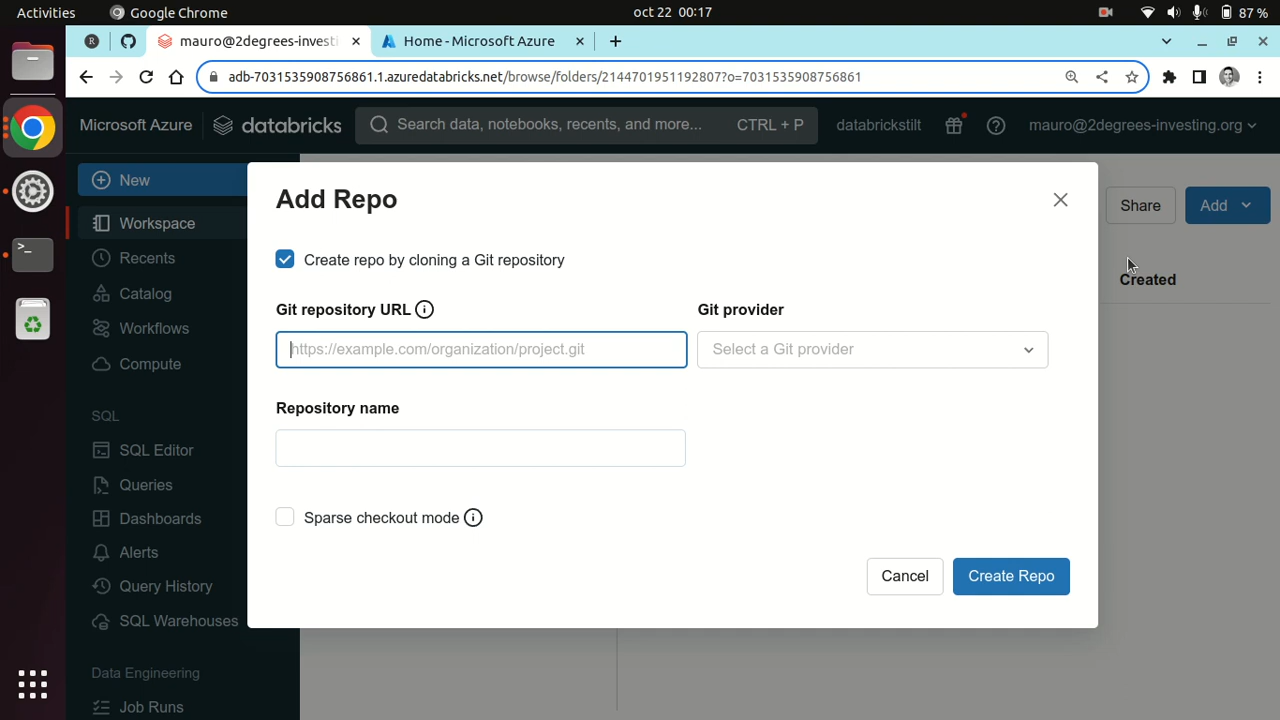 Activities Google Chrome oct 22 00:17 87 %
mauro@2degrees-investi Home - Microsoft Azure
adb-7031535908756861.1.azuredatabricks.net/browse/folders/2144701951192807?o=7031535908756861
Microsoft Azure databricks Search data, notebooks, recents, and more... CTRL + P databrickstilt mauro@2degrees-investing.org
New
Workspace
Recents
Catalog
Workflows
Compute
SQL
SQL Editor
Queries
Dashboards
Alerts
Query History
SQL Warehouses
Data Engineering
Job Runs
Share Add
Created
Add Repo
Create repo by cloning a Git repository
Git repository URL Git provider
https://example.com/organization/project.git Select a Git provider
Repository name
Sparse checkout mode
Cancel Create Repo